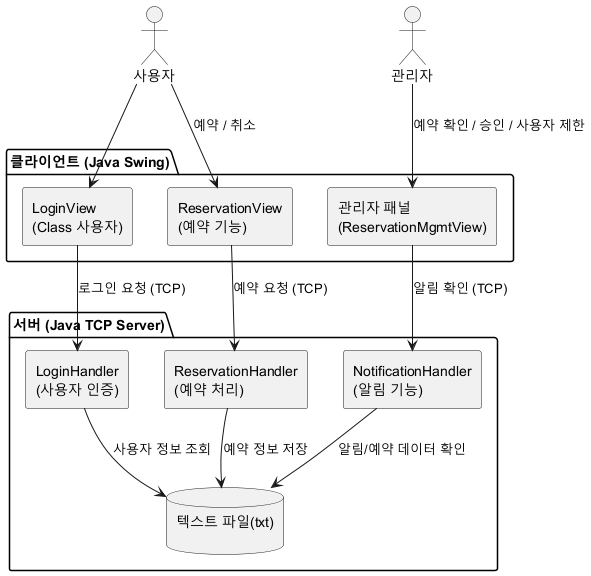 사용자
관리자
예약 / 취소
예약 확인 / 승인 / 사용자 제한
클라이언트 (Java Swing)
LoginView
(Class 사용자)
ReservationView
(예약 기능)
관리자 패널
(ReservationMgmtView)
로그인 요청 (TCP)
예약 요청 (TCP)
알림 확인 (TCP)
서버 (Java TCP Server)
LoginHandler
(사용자 인증)
ReservationHandler
(예약 처리)
NotificationHandler
(알림 기능)
사용자 정보 조회
예약 정보 저장
알림/예약 데이터 확인
텍스트 파일(txt)